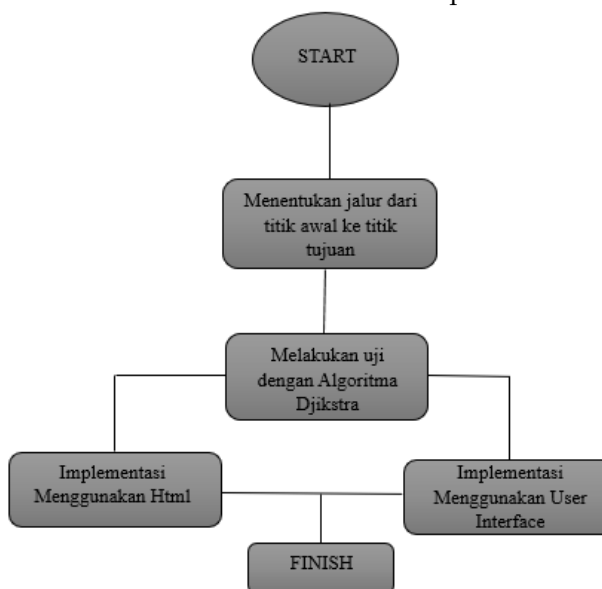 START
Menentukan jalur dari
titik awal ke titik
tujuan
Melakukan uji
dengan Algoritma
Djikstra
Implementasi
Menggunakan Html
Implementasi
Menggunakan User
Interface
FINISH